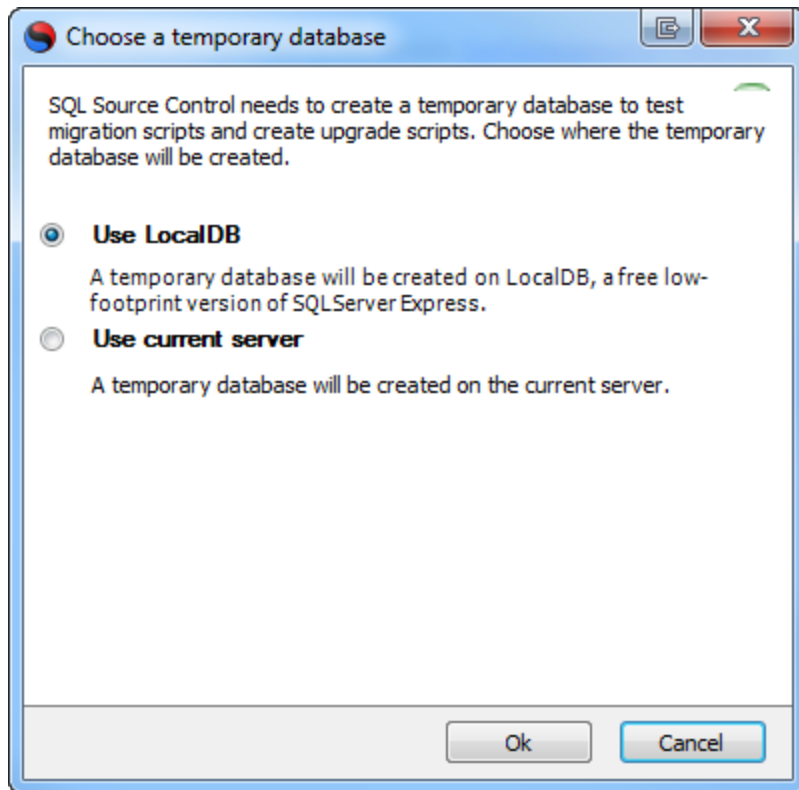 Choose a temporary database
SQL Source Control needs to create a temporary database to test
migration scripts and create upgrade scripts. Choose where the temporary
database will be created.
Use LocalDB
A temporary database will be created on LocalDB, a free low-
footprint version of SQLServer Express.
Use current server
A temporary database will be created on the current server.
Ok
Cancel